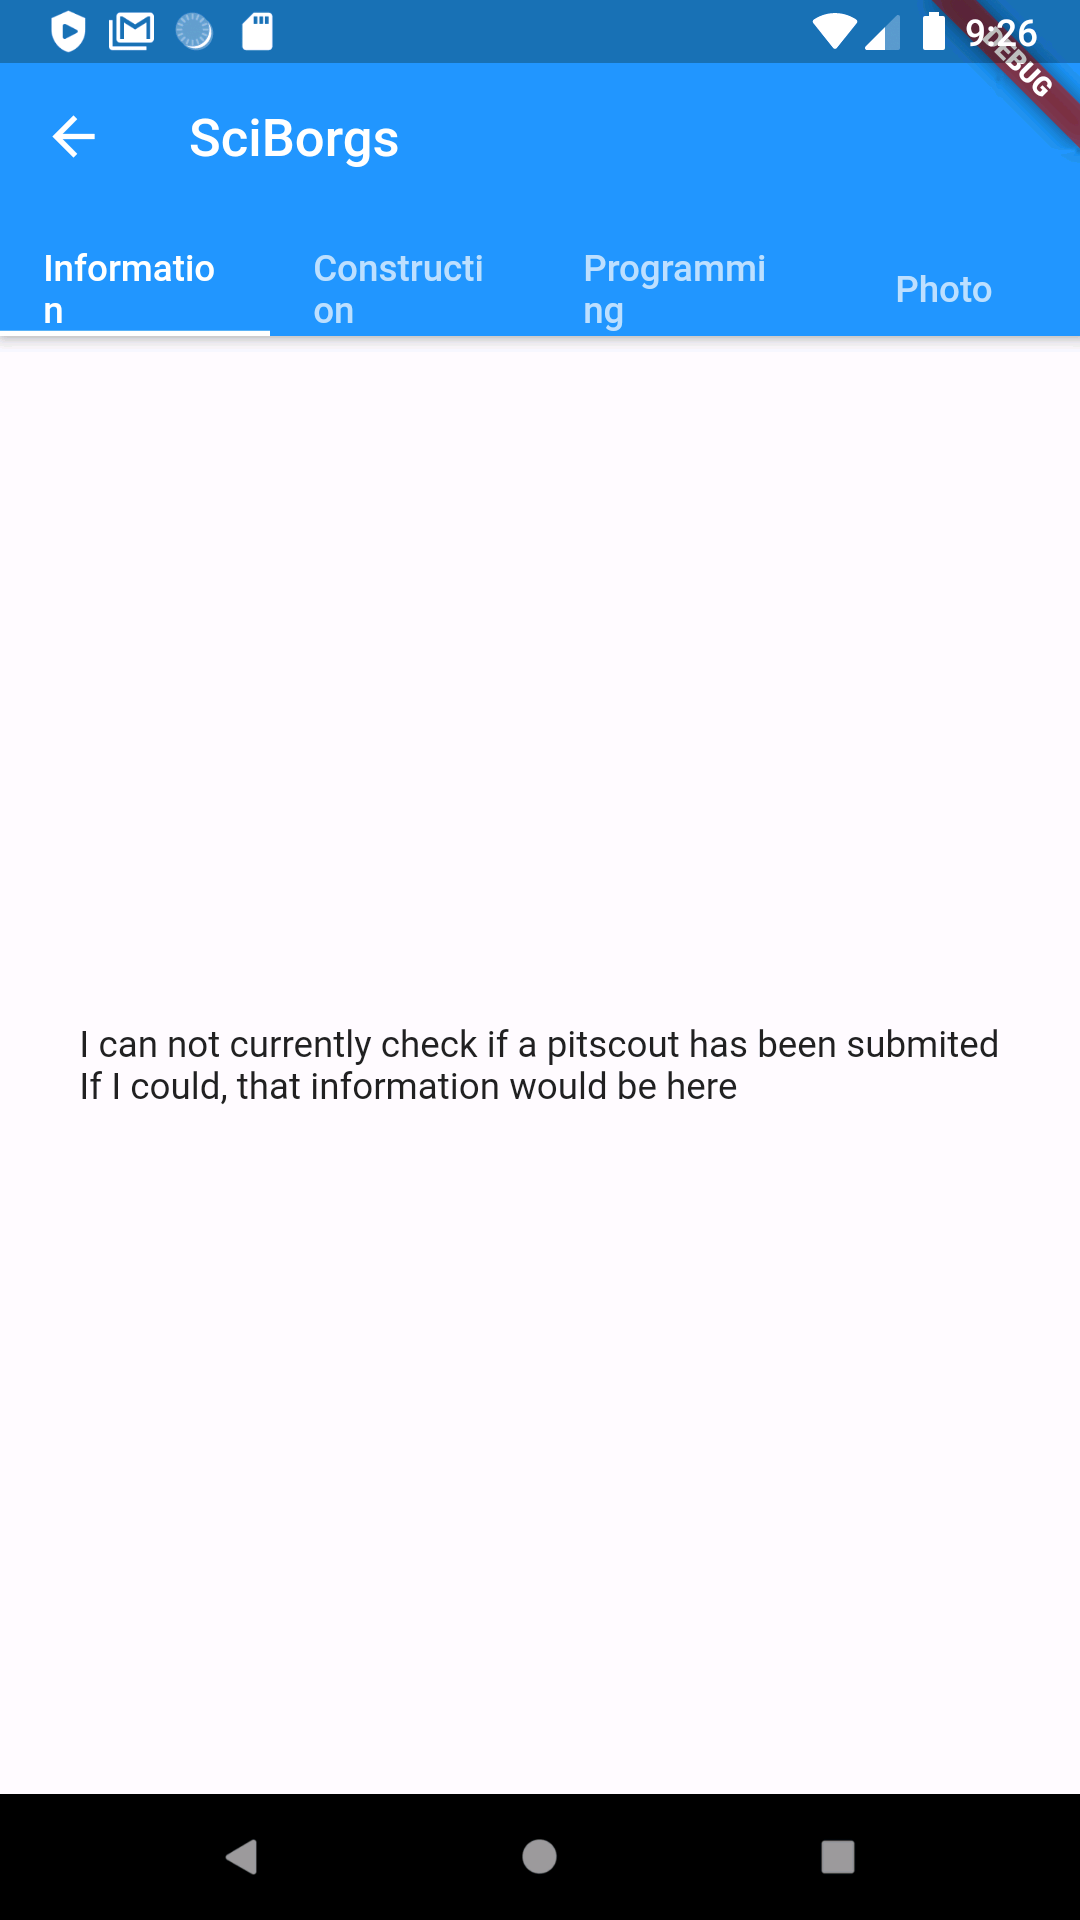 9:26
DEBUG
SciBorgs
Informatio
n
Constructi
on
Programmi
ng
Photo
I can not currently check if a pitscout has been submited
If I could, that information would be here